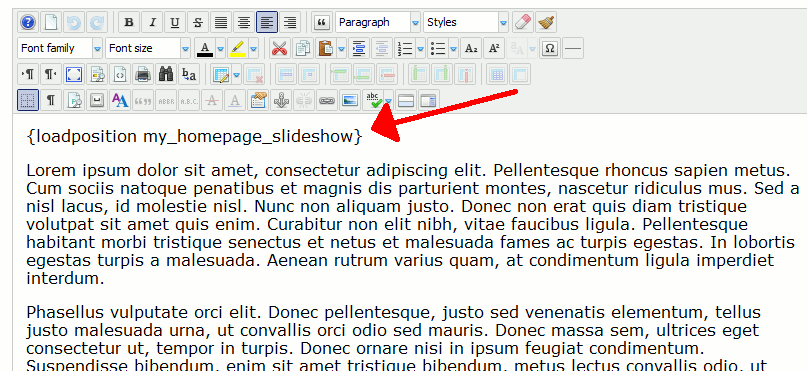 Paragraph Styles
Font family Font size
{loadposition my_homepage_slideshow}
Lorem ipsum dolor sit amet, consectetur adipiscing elit. Pellentesque rhoncus sapien metus.
Cum sociis natoque penatibus et magnis dis parturient montes, nascetur ridiculus mus. Sed a
nisl lacus, id molestie nisl. Nunc non aliquam justo. Donec non erat quis diam tristique
volutpat sit amet quis enim. Curabitur non elit nibh, vitae faucibus ligula. Pellentesque
habitant morbi tristique senectus et netus et malesuada fames ac turpis egestas. In lobortis
egestas turpis a malesuada. Aenean rutrum varius quam, at condimentum ligula imperdiet
interdum.
Phasellus vulputate orci elit. Donec pellentesque, justo sed venenatis elementum, tellus
justo malesuada urna, ut convallis orci odio sed mauris. Donec massa sem, ultrices eget
consectetur ut, tempor in turpis. Donec ornare nisi in ipsum feugiat condimentum.
Suspendisse bibendum, enim sit amet tristique bibendum, metus lectus convallis odio, ut